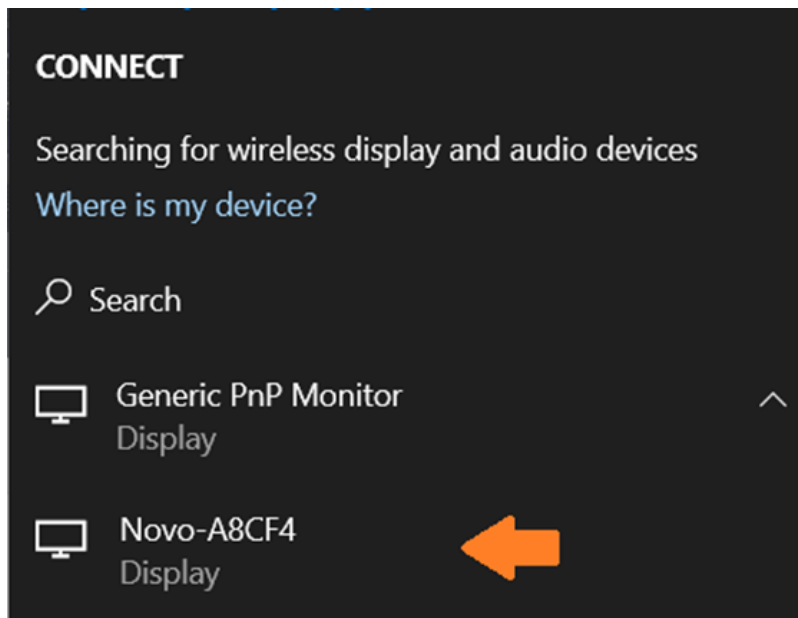 CONNECT
Searching for wireless display and audio devices
Where is my device?
Search
Generic PnP Monitor
Display
Novo-A8CF4
Display